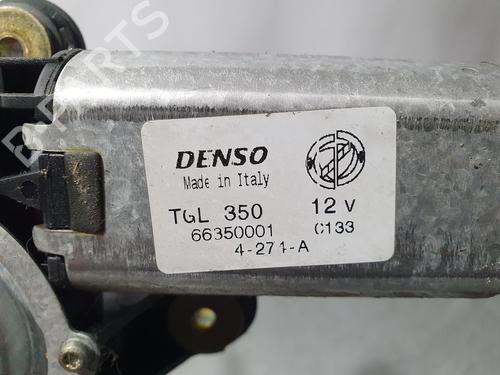 DENSO
Made in Italy
TGL 350 12 V
66350001 C133
4-271-A